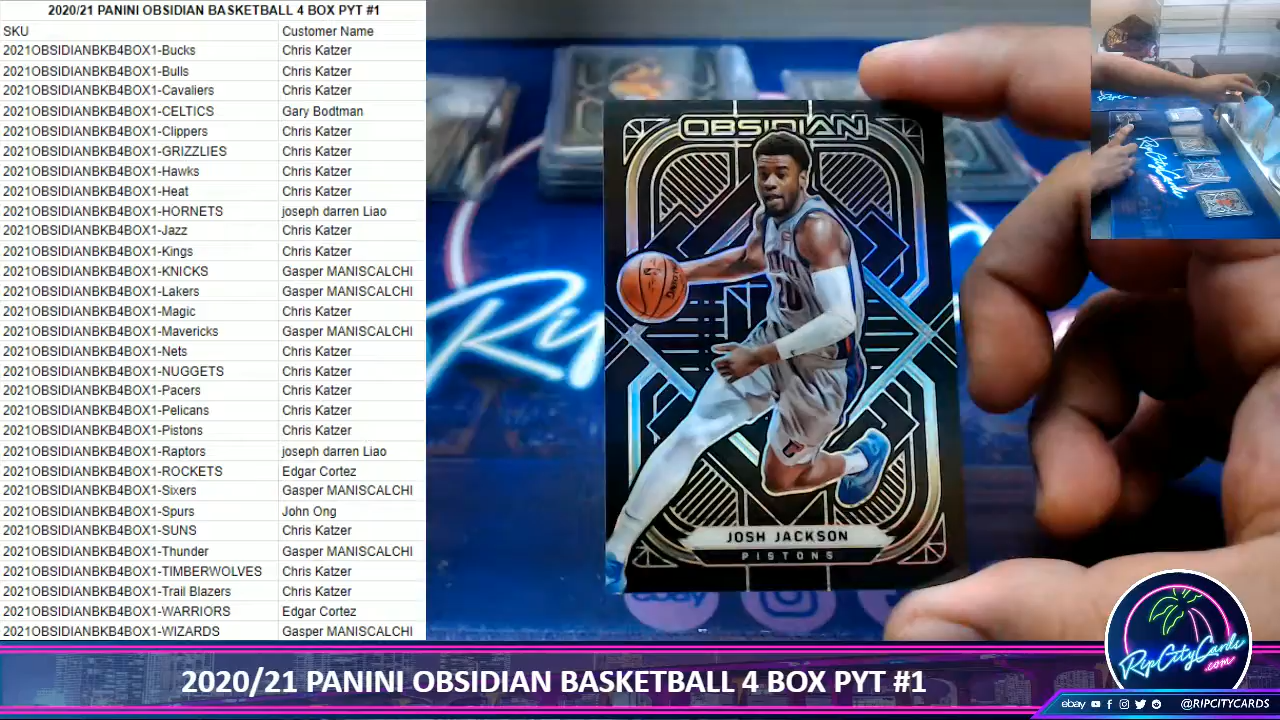 2020/21 PANINI OBSIDIAN BASKETBALL 4 BOX PYT #1
SKU Customer Name
2021OBSIDIANBKB4BOX1-Bucks Chris Katzer
2021OBSIDIANBKB4BOX1-Bulls Chris Katzer
2021OBSIDIANBKB4BOX1-Cavaliers Chris Katzer
2021OBSIDIANBKB4BOX1-CELTICS Gary Bodtman
2021OBSIDIANBKB4BOX1-Clippers Chris Katzer
2021OBSIDIANBKB4BOX1-GRIZZLIES Chris Katzer
2021OBSIDIANBKB4BOX1-Hawks Chris Katzer
2021OBSIDIANBKB4BOX1-Heat Chris Katzer
2021OBSIDIANBKB4BOX1-HORNETS joseph darren Liao
2021OBSIDIANBKB4BOX1-Jazz Chris Katzer
2021OBSIDIANBKB4BOX1-Kings Chris Katzer
2021OBSIDIANBKB4BOX1-KNICKS Gasper MANISCALCHI
2021OBSIDIANBKB4BOX1-Lakers Gasper MANISCALCHI
2021OBSIDIANBKB4BOX1-Magic Chris Katzer
2021OBSIDIANBKB4BOX1-Mavericks Gasper MANISCALCHI
2021OBSIDIANBKB4BOX1-Nets Chris Katzer
2021OBSIDIANBKB4BOX1-NUGGETS Chris Katzer
2021OBSIDIANBKB4BOX1-Pacers Chris Katzer
2021OBSIDIANBKB4BOX1-Pelicans Chris Katzer
2021OBSIDIANBKB4BOX1-Pistons Chris Katzer
2021OBSIDIANBKB4BOX1-Raptors joseph darren Liao
2021OBSIDIANBKB4BOX1-ROCKETS Edgar Cortez
2021OBSIDIANBKB4BOX1-Sixers Gasper MANISCALCHI
2021OBSIDIANBKB4BOX1-Spurs John Ong
2021OBSIDIANBKB4BOX1-SUNS Chris Katzer
2021OBSIDIANBKB4BOX1-Thunder Gasper MANISCALCHI
2021OBSIDIANBKB4BOX1-TIMBERWOLVES Chris Katzer
2021OBSIDIANBKB4BOX1-Trail Blazers Chris Katzer
2021OBSIDIANBKB4BOX1-WARRIORS Edgar Cortez
2021OBSIDIANBKB4BOX1-WIZARDS Gasper MANISCALCHI
OBSIDIAN
20
JOSH JACKSON
PISTONS
Ri
ebay
RipCity
RipCityCards
.com
2020/21 PANINI OBSIDIAN BASKETBALL 4 BOX PYT #1
ebay @RIPCITYCARDS